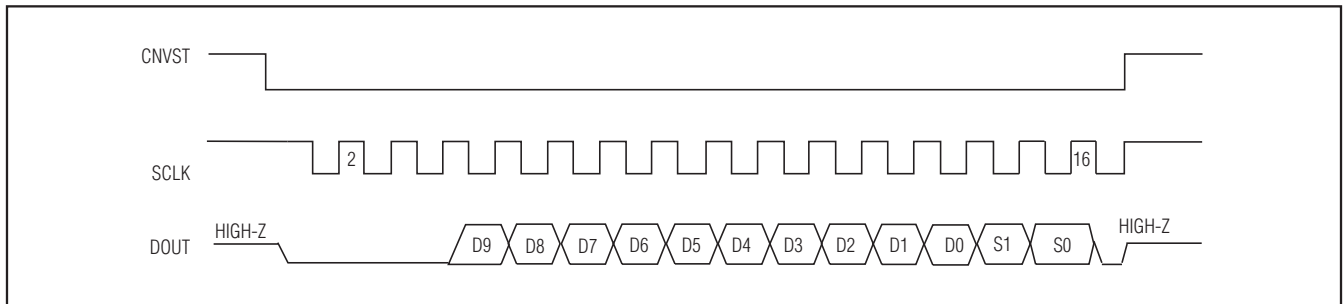 CNVST
SCLK
2
16
DOUT
HIGH-Z
D9
D8
D7
D6
D5
D4
D3
D2
D1
D0
S1
S0
HIGH-Z